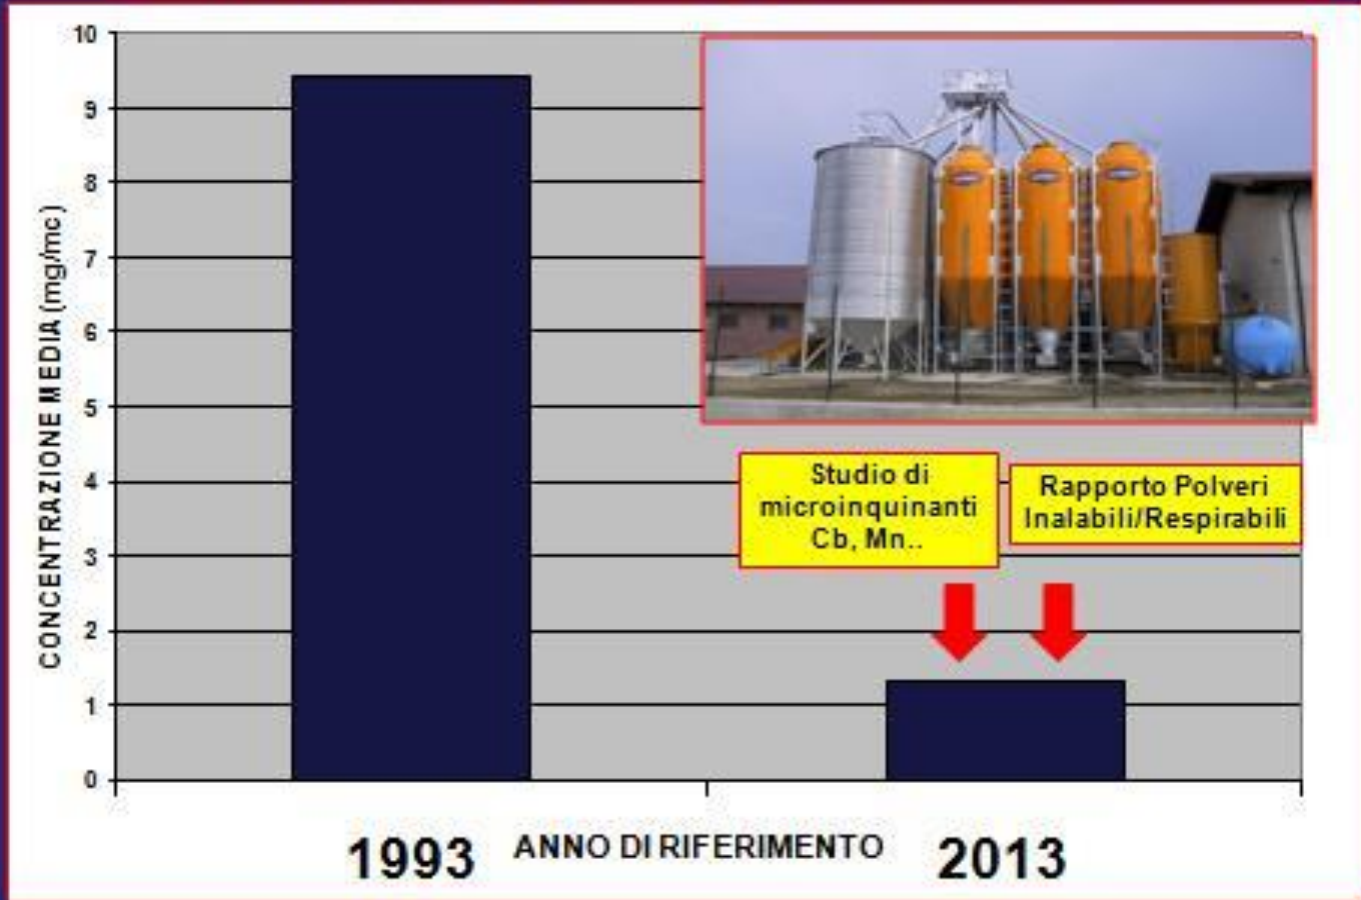 10
9
8
7
6
5
4
3
2
1
0
CONCENTRAZIONE MEDIA (mg/mc)
Studio di
microinquinanti
Cb, Mn..
Rapporto Polveri
Inalabili/Respirabili
1993
ANNO DI RIFERIMENTO
2013